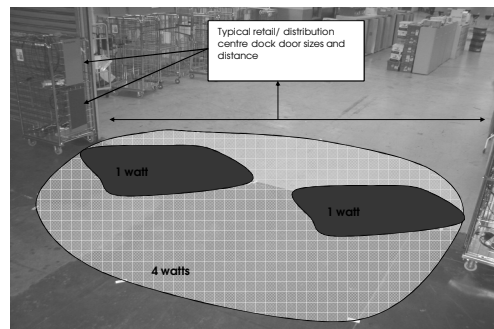 Typical retail/ distribution
centre dock door sizes and
distance
1 watt
1 watt
4 watts